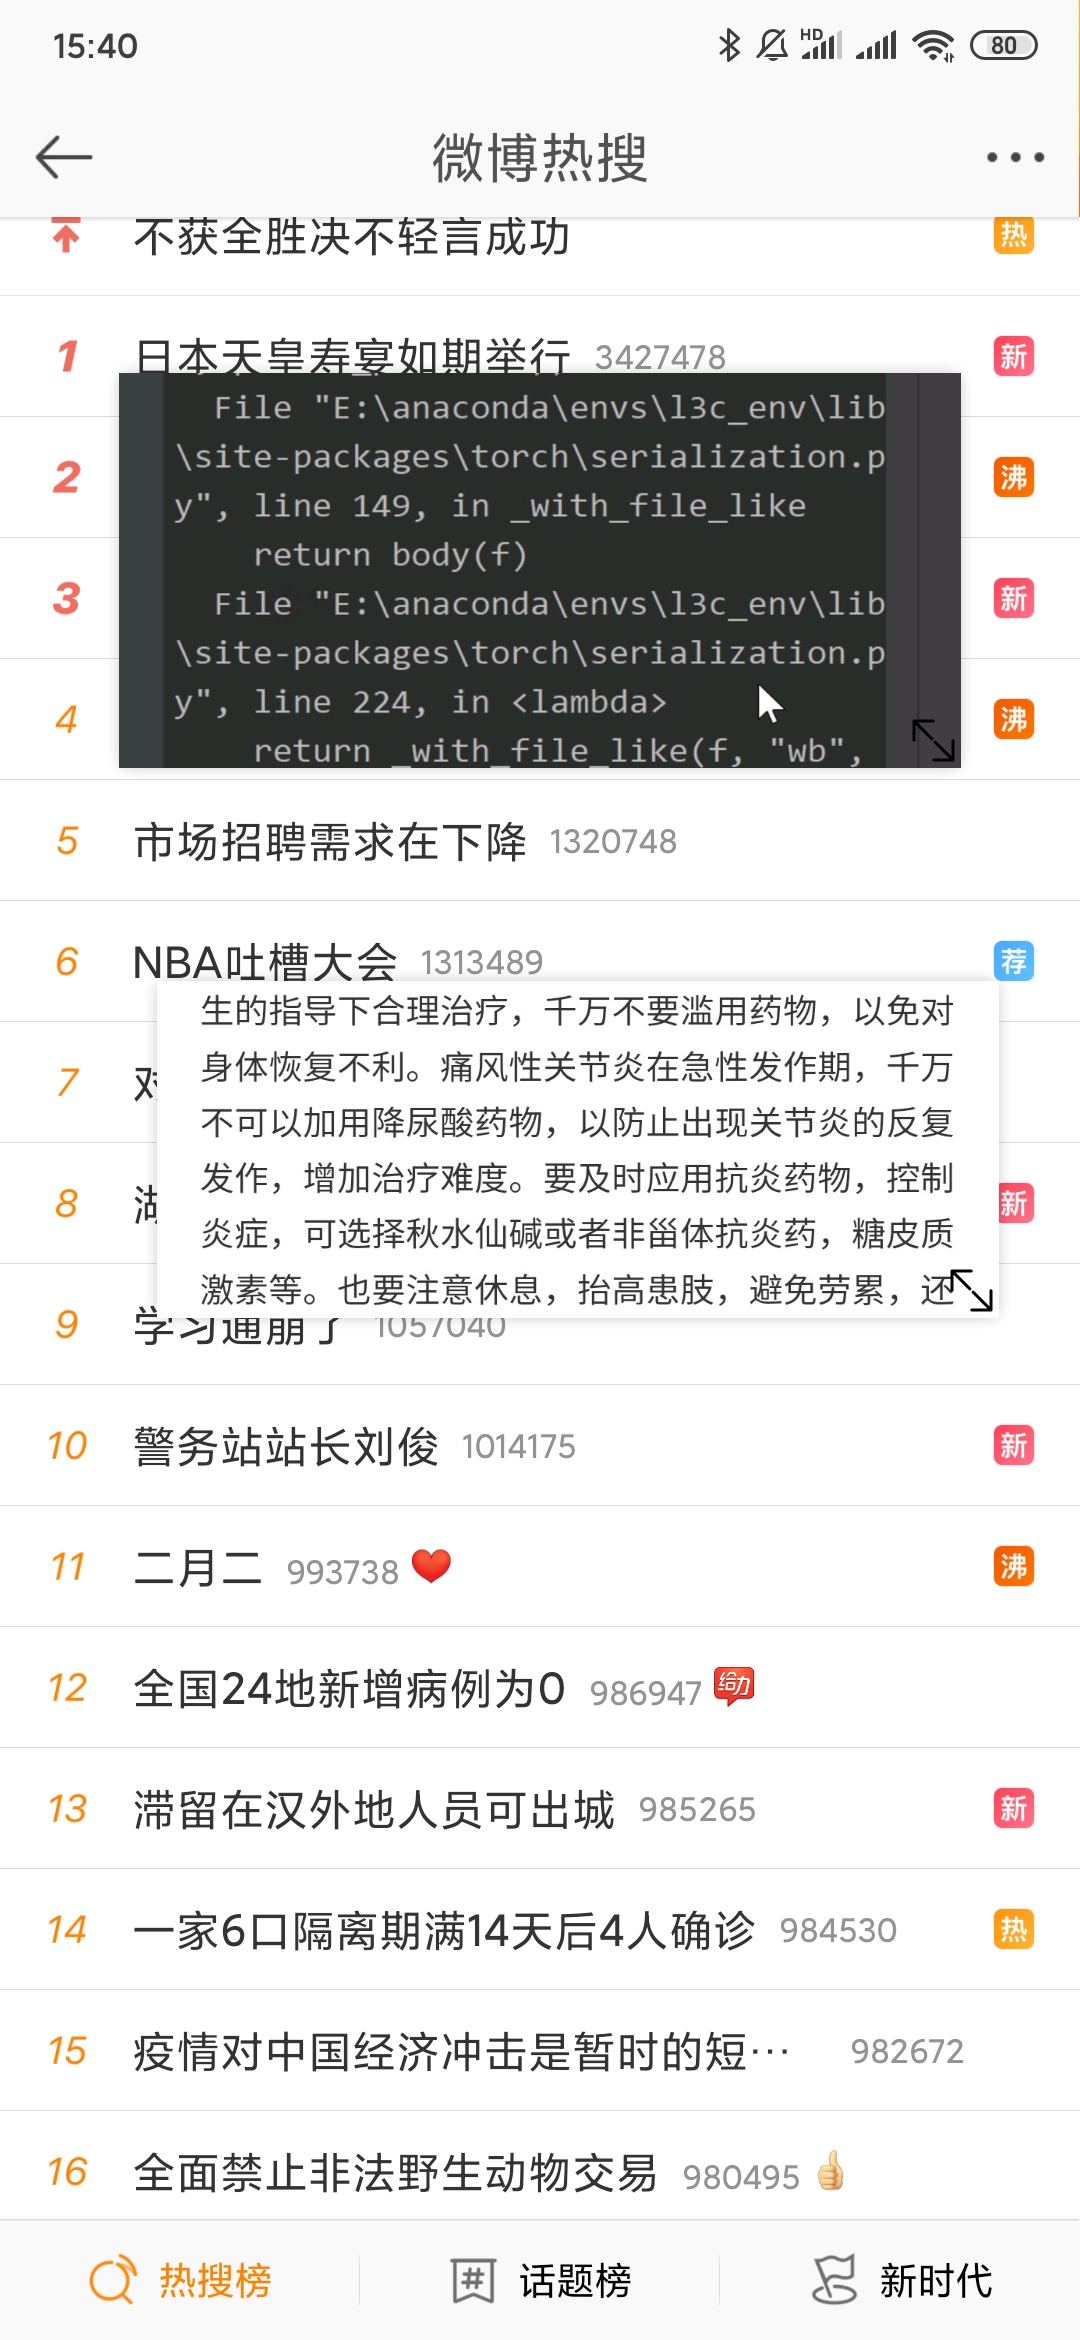 15:40
HD
80
微博热搜
不获全胜决不轻言成功 热
1 日本天皇寿宴如期举行 3427478 新
File "E:\anaconda\envs\l3c_env\lib
\site-packages\torch\serialization.p
y", line 149, in _with_file_like
return body(f)
File "E:\anaconda\envs\l3c_env\lib
\site-packages\torch\serialization.p
y", line 224, in <lambda>
return _with_file_like(f, "wb",
2 沸
3 新
4 沸
5 市场招聘需求在下降 1320748
6 NBA吐槽大会 1313489 荐
生的指导下合理治疗，千万不要滥用药物，以免对
身体恢复不利。痛风性关节炎在急性发作期，千万
不可以加用降尿酸药物，以防止出现关节炎的反复
发作，增加治疗难度。要及时应用抗炎药物，控制
炎症，可选择秋水仙碱或者非甾体抗炎药，糖皮质
激素等。也要注意休息，抬高患肢，避免劳累，还
7
8 新
9 学习通崩了 1057040
10 警务站站长刘俊 1014175 新
11 二月二 993738 沸
12 全国24地新增病例为0 986947 给力
13 滞留在汉外地人员可出城 985265 新
14 一家6口隔离期满14天后4人确诊 984530 热
15 疫情对中国经济冲击是暂时的短… 982672
16 全面禁止非法野生动物交易 980495
热搜榜
# 话题榜
新时代